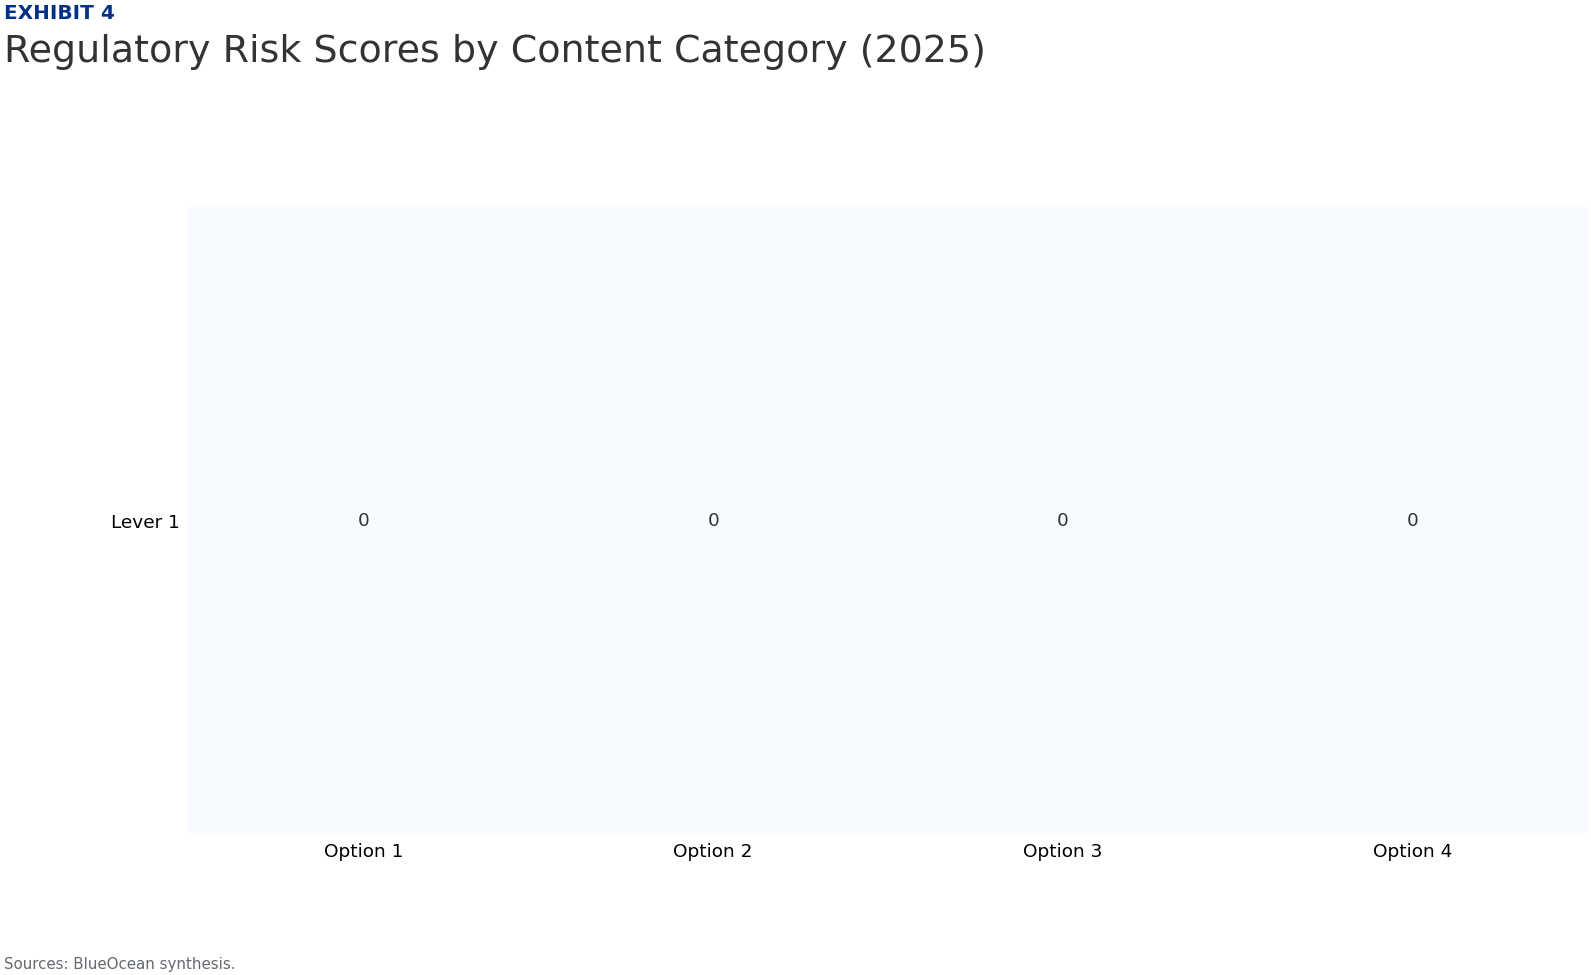 EXHIBIT 4
Regulatory Risk Scores by Content Category (2025)
Lever 1
0 0 0 0
Option 1 Option 2 Option 3 Option 4
Sources: BlueOcean synthesis.